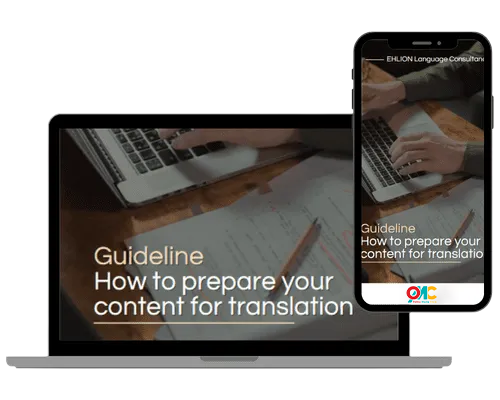 Guideline
How to prepare your
content for translation
EHLION Language Consultanc
Guideline
How to prepare your
content for translatio
OMC